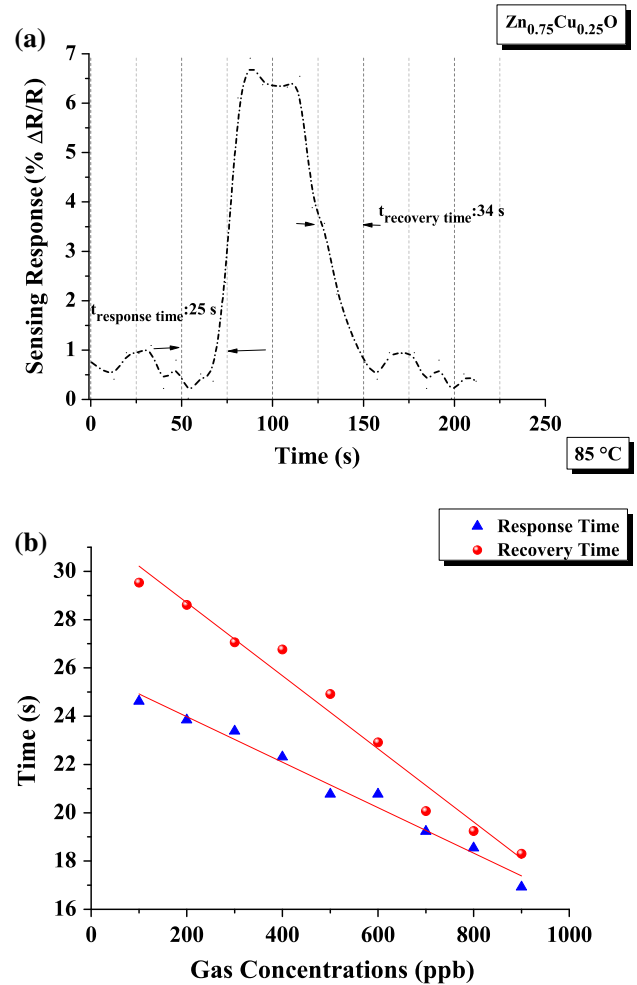 (a)
Zn0.75Cu0.25O
7
6
5
4
3
2
1
0
Sensing Response (% ΔR/R)
tresponse time:25 s
trecovery time:34 s
0 50 100 150 200 250
Time (s)
85 °C
(b)
Response Time
Recovery Time
30
28
26
24
22
20
18
16
Time (s)
0 200 400 600 800 1000
Gas Concentrations (ppb)